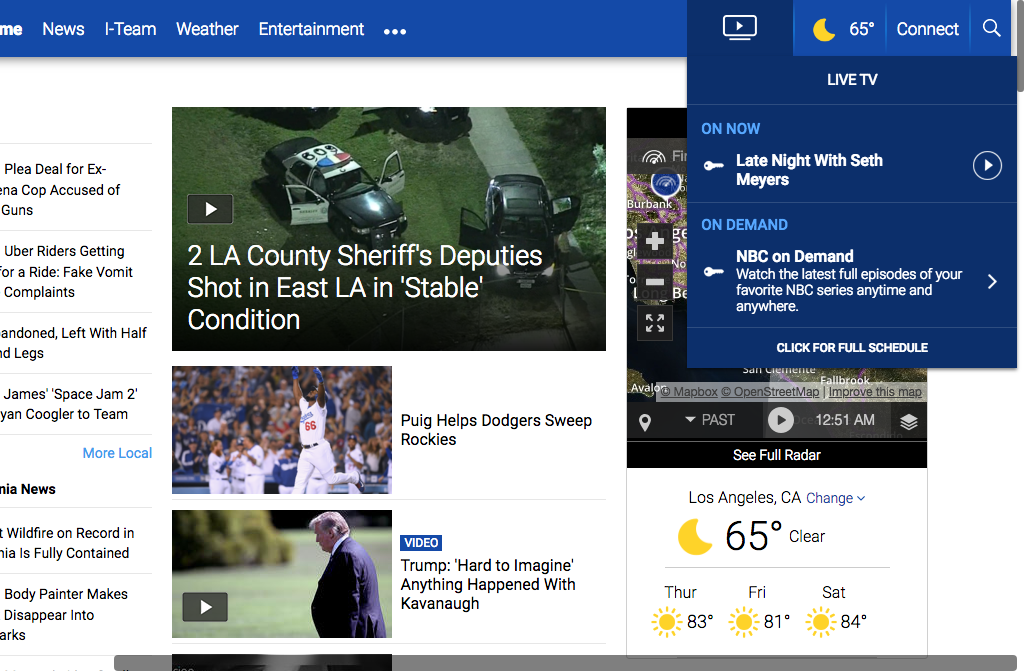 me
News
I-Team
Weather
Entertainment
65°
Connect
LIVE TV
ON NOW
Late Night With Seth
Meyers
ON DEMAND
NBC on Demand
Watch the latest full episodes of your
favorite NBC series anytime and
anywhere.
CLICK FOR FULL SCHEDULE
Plea Deal for Ex-
ena Cop Accused of
Guns
Uber Riders Getting
for a Ride: Fake Vomit
Complaints
andoned, Left With Half
nd Legs
James' 'Space Jam 2'
yan Coogler to Team
More Local
nia News
t Wildfire on Record in
nia Is Fully Contained
Body Painter Makes
Disappear Into
arks
809
2 LA County Sheriff's Deputies
Shot in East LA in 'Stable'
Condition
66
Puig Helps Dodgers Sweep
Rockies
VIDEO
Trump: 'Hard to Imagine'
Anything Happened With
Kavanaugh
Fir
Burbank
Long Be
San Clemente
Fallbrook
Avalon
© Mapbox © OpenStreetMap | Improve this map
PAST
12:51 AM
See Full Radar
Los Angeles, CA Change
65° Clear
Thur
Fri
Sat
83°
81°
84°